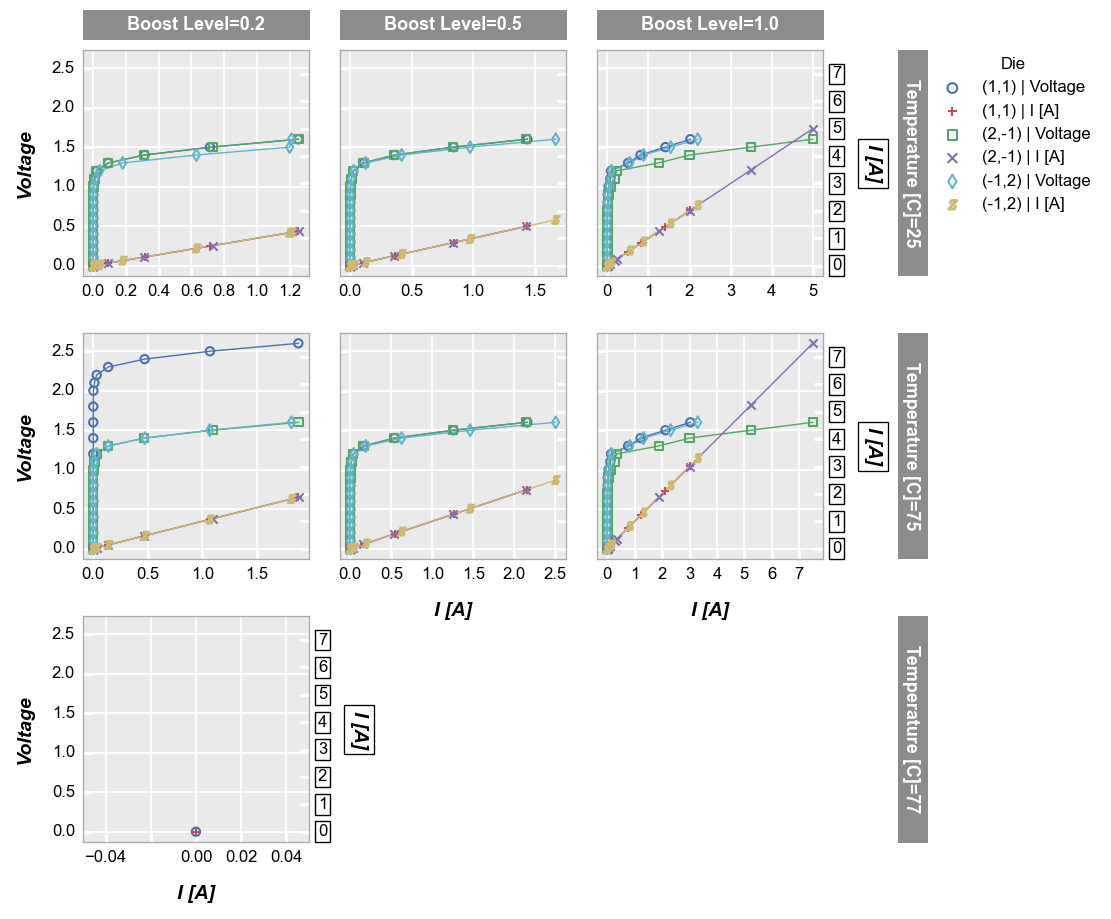 Boost Level=0.2 Boost Level=0.5 Boost Level=1.0
Die
(1,1) | Voltage
(1,1) | I [A]
(2,-1) | Voltage
(2,-1) | I [A]
(-1,2) | Voltage
(-1,2) | I [A]
Voltage
2.5
2.0
1.5
1.0
0.5
0.0
7
6
5
4
3
2
1
0
I [A]
Temperature [C]=25
0.0 0.2 0.4 0.6 0.8 1.0 1.2
0.0 0.5 1.0 1.5
0 1 2 3 4 5
Voltage
2.5
2.0
1.5
1.0
0.5
0.0
7
6
5
4
3
2
1
0
I [A]
Temperature [C]=75
0.0 0.5 1.0 1.5
0.0 0.5 1.0 1.5 2.0 2.5
0 1 2 3 4 5 6 7
I [A] I [A]
Voltage
2.5
2.0
1.5
1.0
0.5
0.0
7
6
5
4
3
2
1
0
I [A]
Temperature [C]=77
−0.04 0.00 0.02 0.04
I [A]